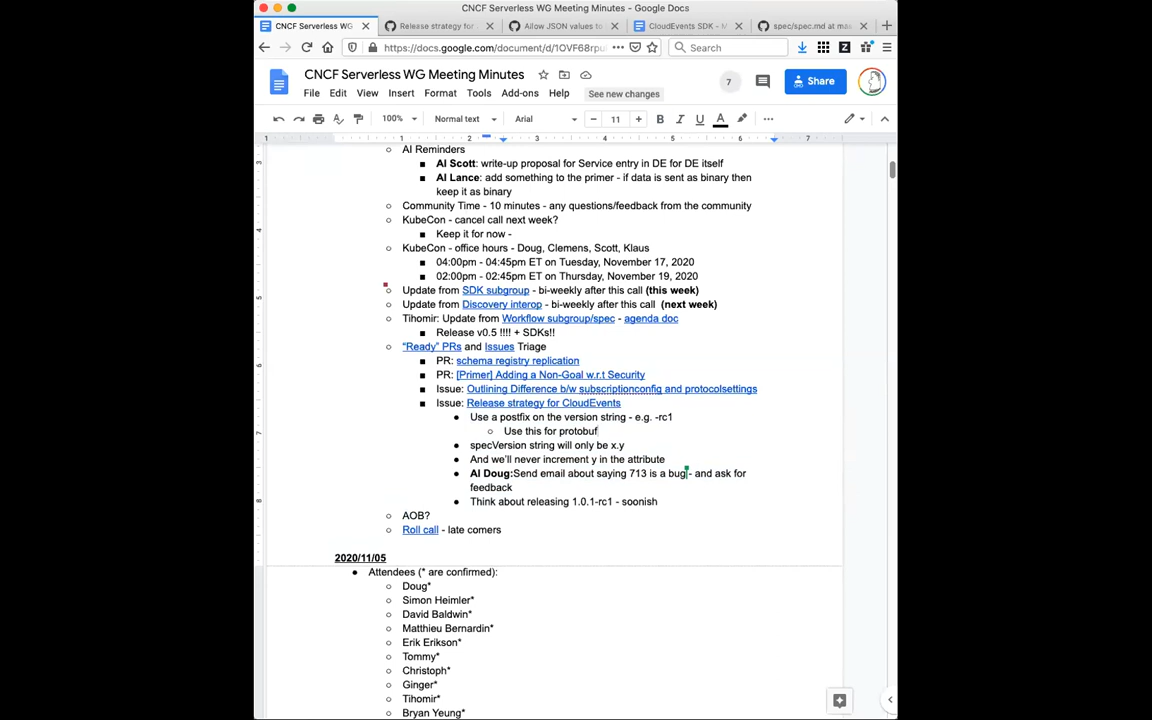 CNCF Serverless WG Meeting Minutes - Google Docs
CNCF Serverless WG
Release strategy for
Allow JSON values to
CloudEvents SDK - M
spec/spec.md at ma
https://docs.google.com/document/d/1OVF68rpu
Search
CNCF Serverless WG Meeting Minutes
7
Share
File Edit View Insert Format Tools Add-ons Help See new changes
100% Normal text Arial 11 B I U A
1 1 2 3 4 5 6 7
AI Reminders
AI Scott: write-up proposal for Service entry in DE for DE itself
AI Lance: add something to the primer - if data is sent as binary then
keep it as binary
Community Time - 10 minutes - any questions/feedback from the community
KubeCon - cancel call next week?
Keep it for now -
KubeCon - office hours - Doug, Clemens, Scott, Klaus
04:00pm - 04:45pm ET on Tuesday, November 17, 2020
02:00pm - 02:45pm ET on Thursday, November 19, 2020
Update from SDK subgroup - bi-weekly after this call (this week)
Update from Discovery interop - bi-weekly after this call (next week)
Tihomir: Update from Workflow subgroup/spec - agenda doc
Release v0.5 !!!! + SDKs!!
“Ready” PRs and Issues Triage
PR: schema registry replication
PR: [Primer] Adding a Non-Goal w.r.t Security
Issue: Outlining Difference b/w subscriptionconfig and protocolsettings
Issue: Release strategy for CloudEvents
Use a postfix on the version string - e.g. -rc1
Use this for protobuf
specVersion string will only be x.y
And we'll never increment y in the attribute
AI Doug:Send email about saying 713 is a bug - and ask for
feedback
Think about releasing 1.0.1-rc1 - soonish
AOB?
Roll call - late comers
2020/11/05
Attendees (* are confirmed):
Doug*
Simon Heimler*
David Baldwin*
Matthieu Bernardin*
Erik Erikson*
Tommy*
Christoph*
Ginger*
Tihomir*
Bryan Yeung*